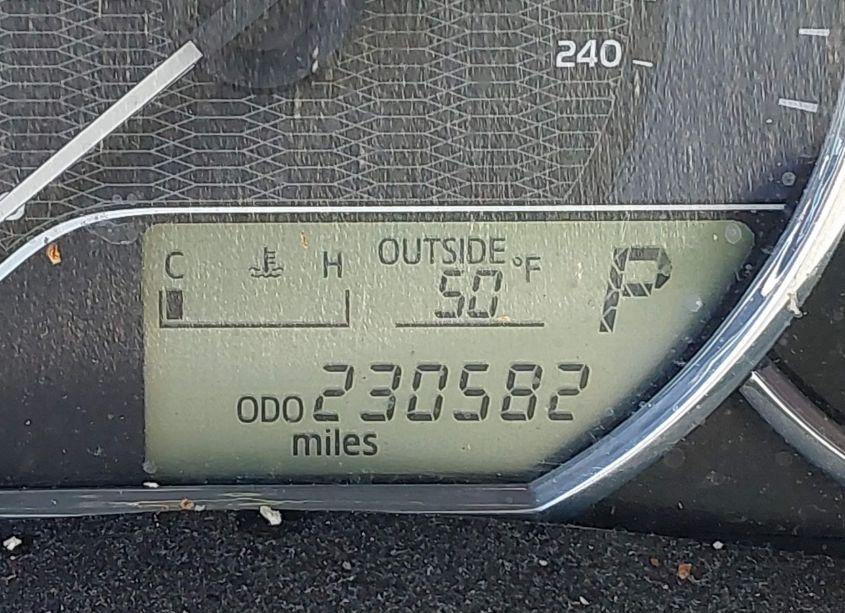 240
C H OUTSIDE 50 °F P
ODO 230582
miles